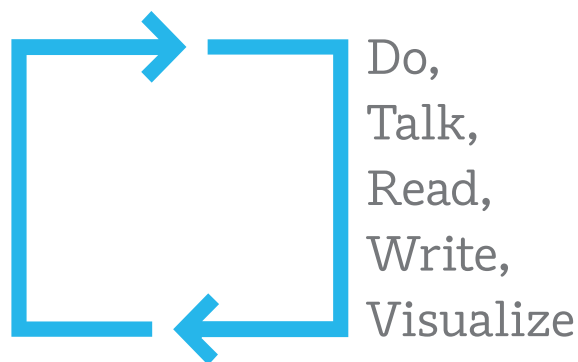 Do,
Talk,
Read,
Write,
Visualize